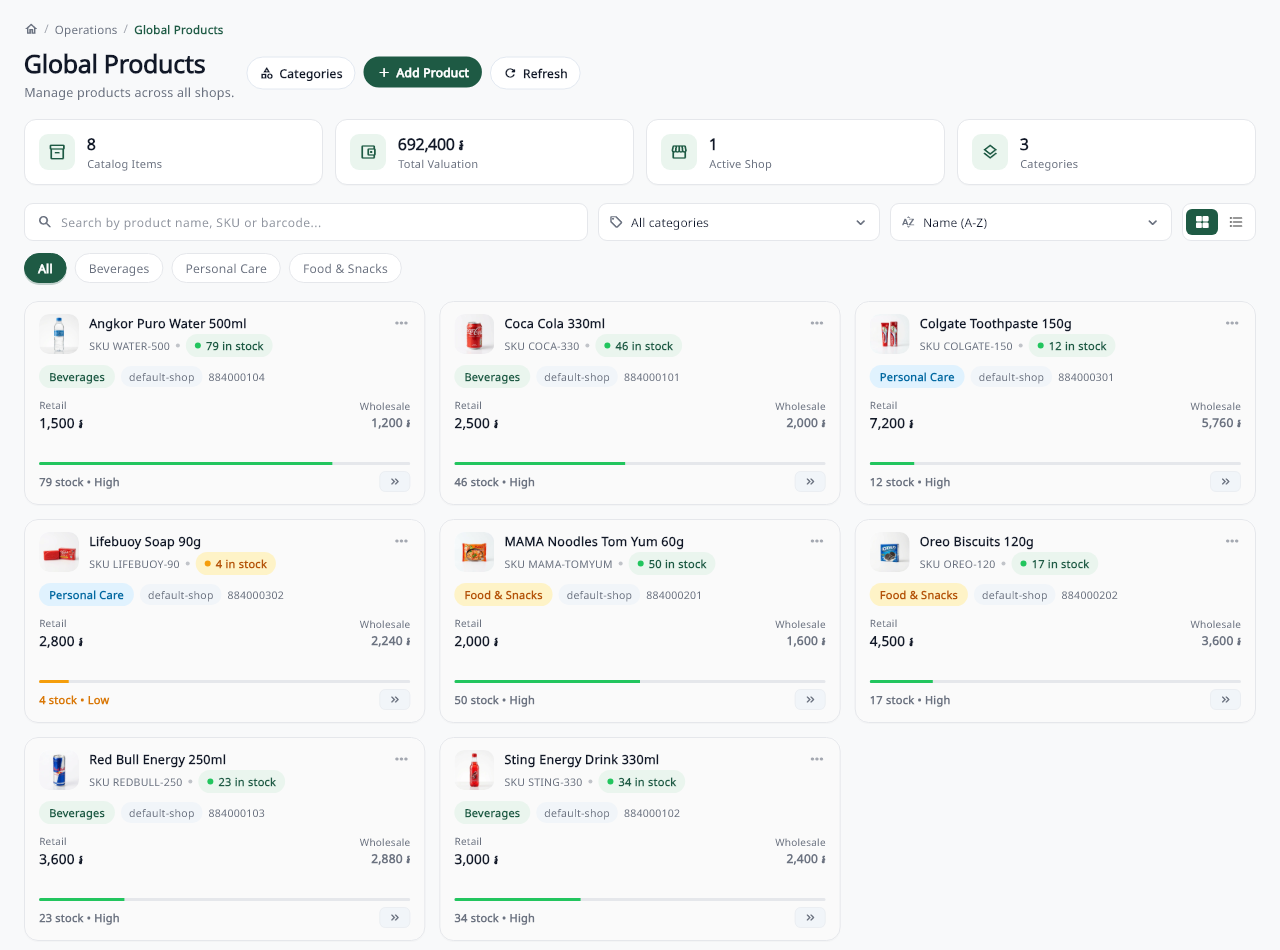 / Operations / Global Products
Global Products
Manage products across all shops.
Categories
+ Add Product
Refresh
8
Catalog Items
692,400 ៛
Total Valuation
1
Active Shop
3
Categories
Search by product name, SKU or barcode...
All categories
Name (A-Z)
All
Beverages
Personal Care
Food & Snacks
Angkor Puro Water 500ml
SKU WATER-500 • 79 in stock
Beverages default-shop 884000104
Retail Wholesale
1,500 ៛ 1,200 ៛
79 stock • High
Coca Cola 330ml
SKU COCA-330 • 46 in stock
Beverages default-shop 884000101
Retail Wholesale
2,500 ៛ 2,000 ៛
46 stock • High
Colgate Toothpaste 150g
SKU COLGATE-150 • 12 in stock
Personal Care default-shop 884000301
Retail Wholesale
7,200 ៛ 5,760 ៛
12 stock • High
Lifebuoy Soap 90g
SKU LIFEBUOY-90 • 4 in stock
Personal Care default-shop 884000302
Retail Wholesale
2,800 ៛ 2,240 ៛
4 stock • Low
MAMA Noodles Tom Yum 60g
SKU MAMA-TOMYUM • 50 in stock
Food & Snacks default-shop 884000201
Retail Wholesale
2,000 ៛ 1,600 ៛
50 stock • High
Oreo Biscuits 120g
SKU OREO-120 • 17 in stock
Food & Snacks default-shop 884000202
Retail Wholesale
4,500 ៛ 3,600 ៛
17 stock • High
Red Bull Energy 250ml
SKU REDBULL-250 • 23 in stock
Beverages default-shop 884000103
Retail Wholesale
3,600 ៛ 2,880 ៛
23 stock • High
Sting Energy Drink 330ml
SKU STING-330 • 34 in stock
Beverages default-shop 884000102
Retail Wholesale
3,000 ៛ 2,400 ៛
34 stock • High